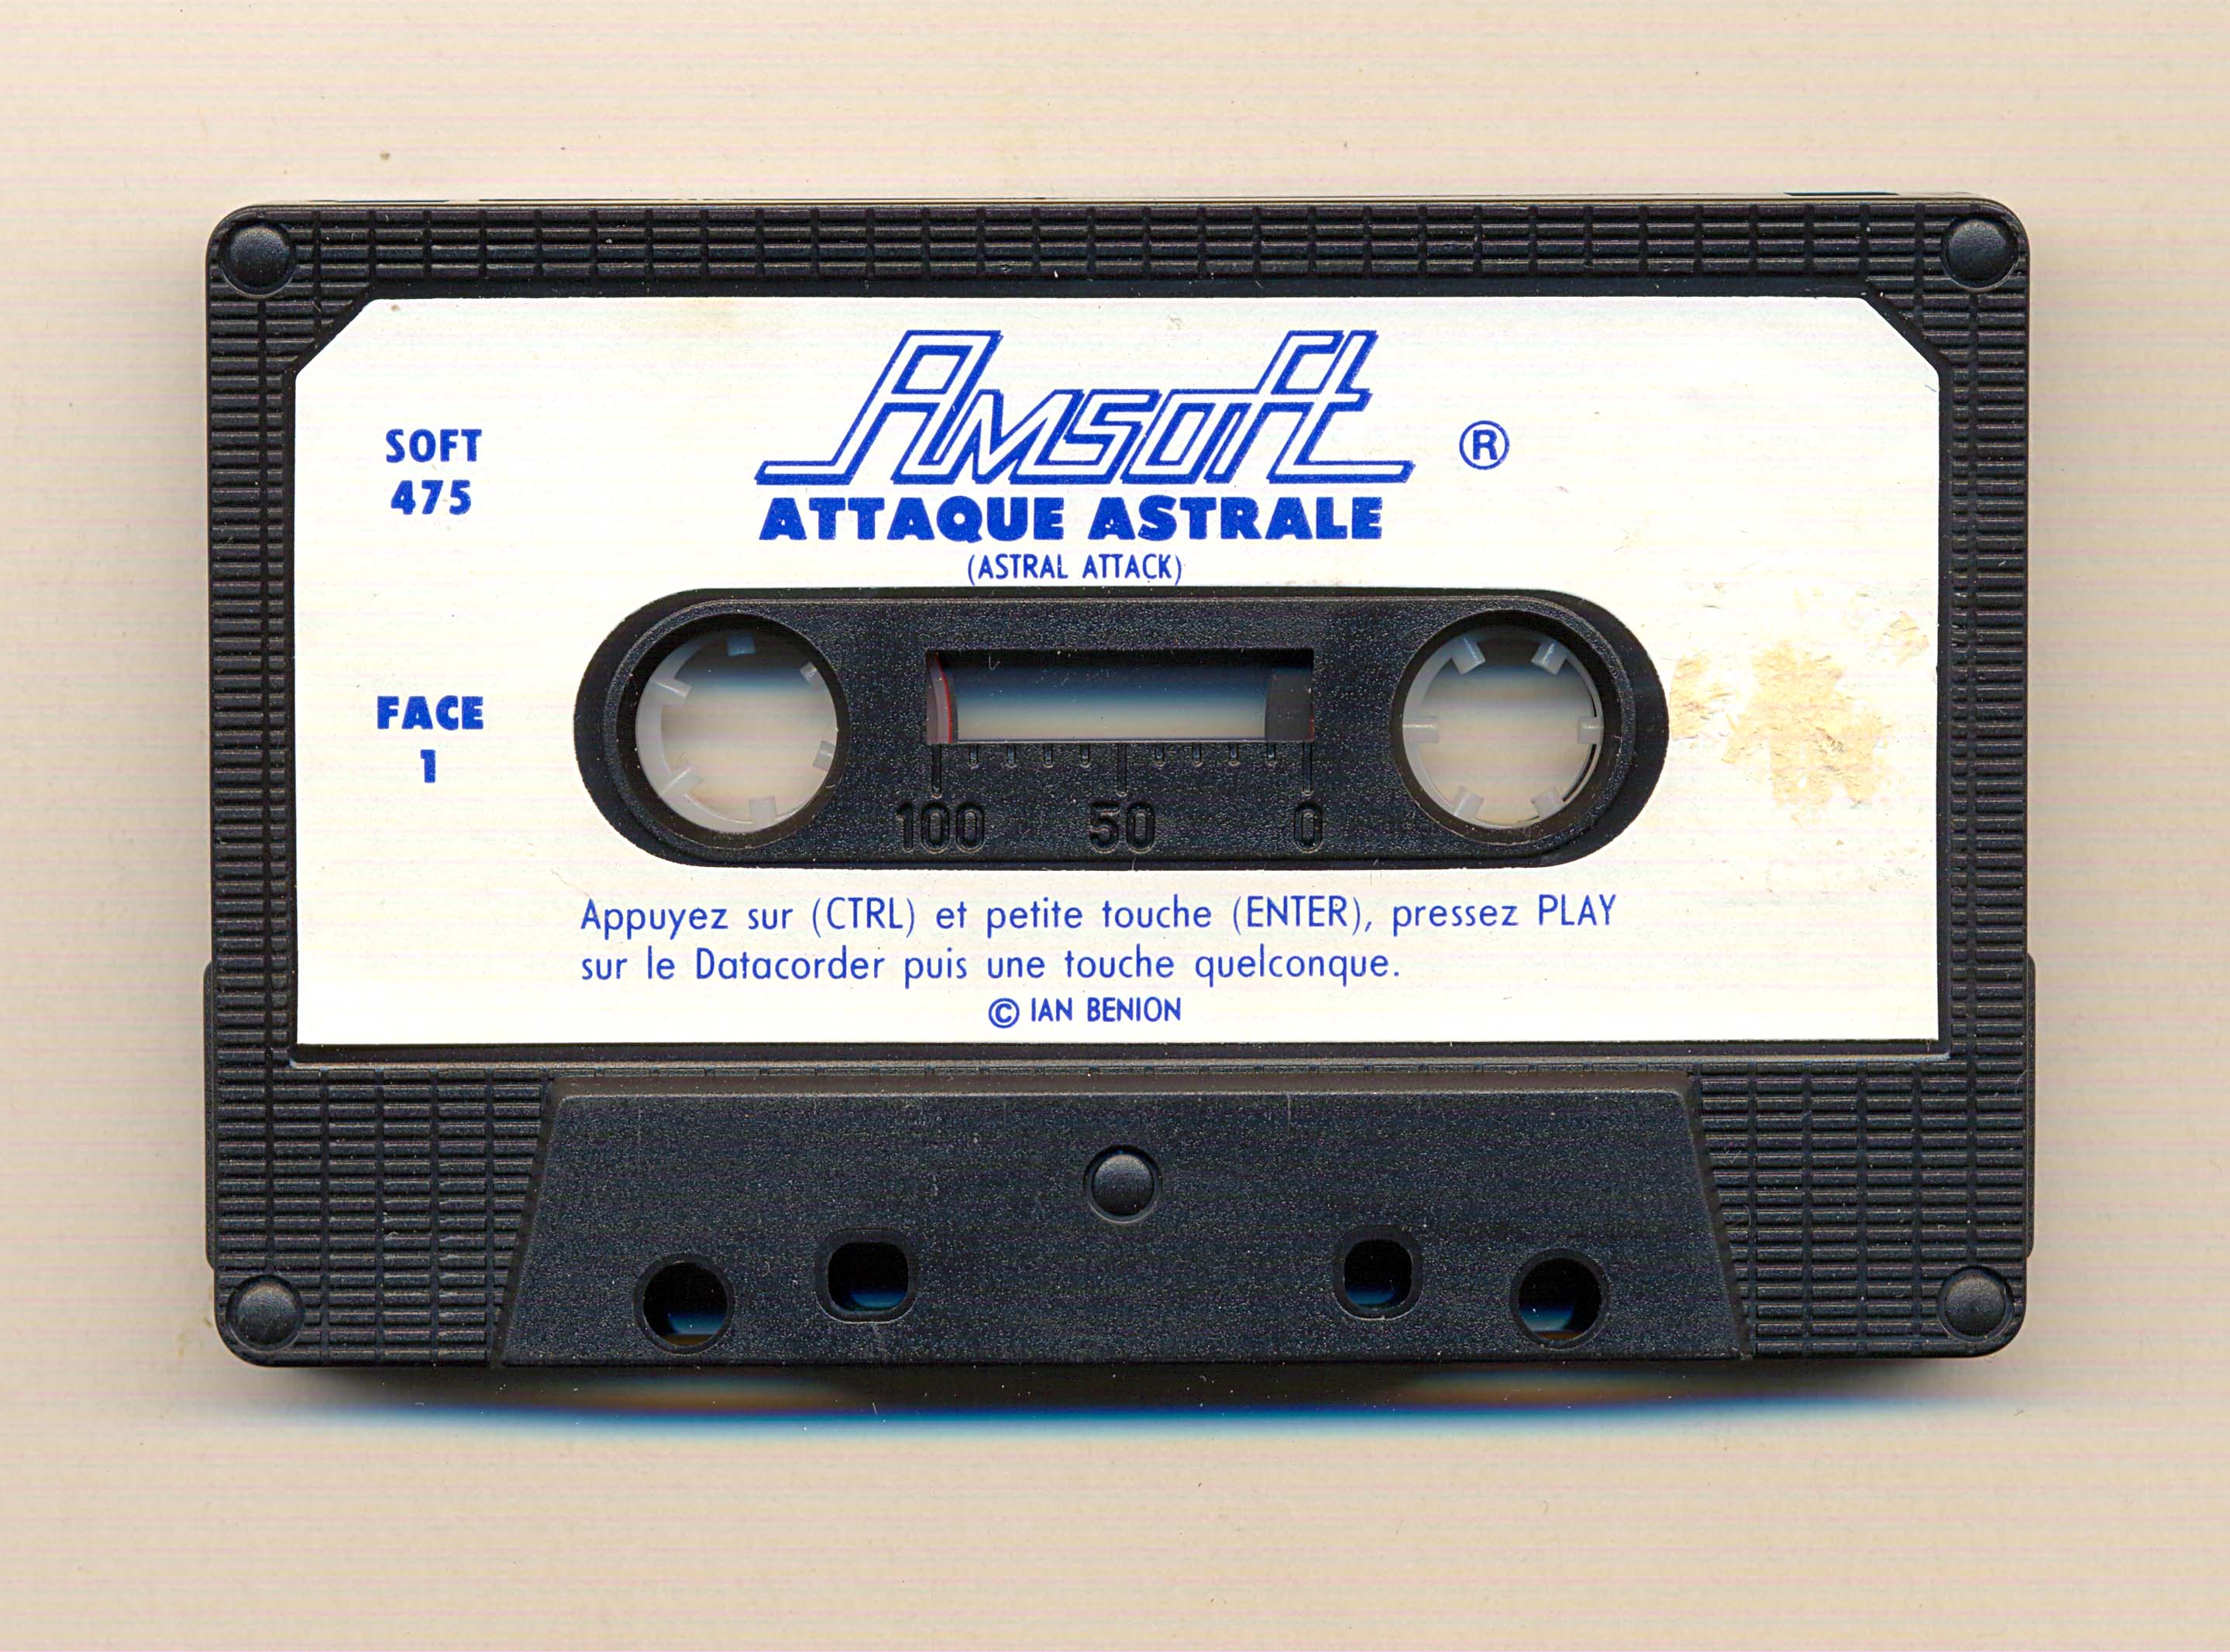 Amsoft ®
SOFT
475
ATTAQUE ASTRALE
(ASTRAL ATTACK)
FACE
1
100 50 0
Appuyez sur (CTRL) et petite touche (ENTER), pressez PLAY
sur le Datacorder puis une touche quelconque.
© IAN BENION